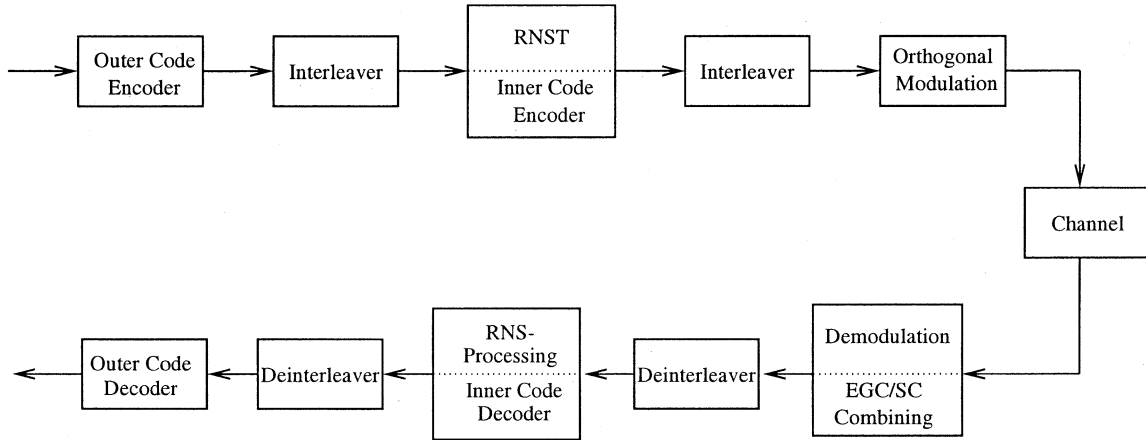 Outer Code
Encoder
Interleaver
RNST
Inner Code
Encoder
Interleaver
Orthogonal
Modulation
Channel
Demodulation
EGC/SC
Combining
Deinterleaver
RNS-
Processing
Inner Code
Decoder
Deinterleaver
Outer Code
Decoder